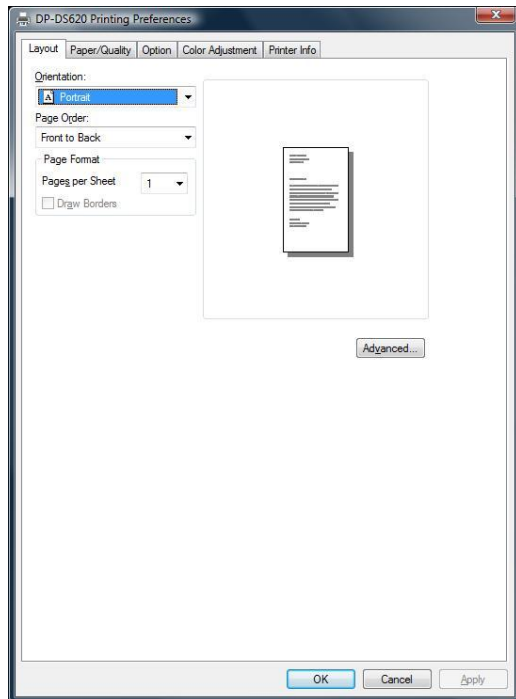 DP-DS620 Printing Preferences
Layout Paper/Quality Option Color Adjustment Printer Info
Orientation:
A Portrait
Page Order:
Front to Back
Page Format
Pages per Sheet 1
Draw Borders
Advanced...
OK Cancel Apply